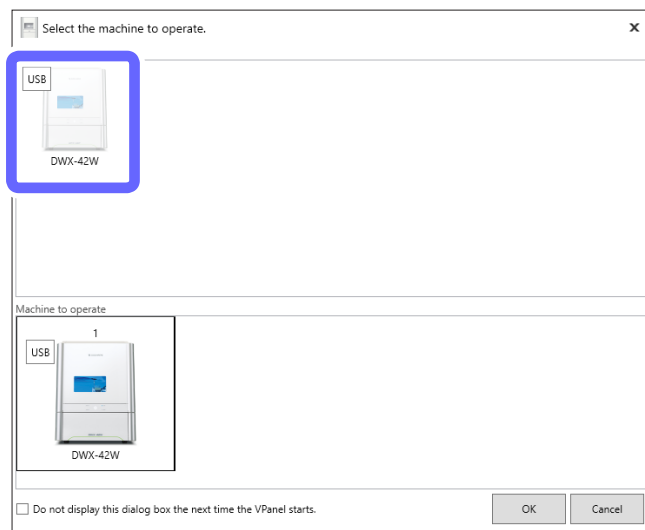 Select the machine to operate.
x
USB
DWX-42W
Machine to operate
1
USB
DWX-42W
Do not display this dialog box the next time the VPanel starts.
OK
Cancel